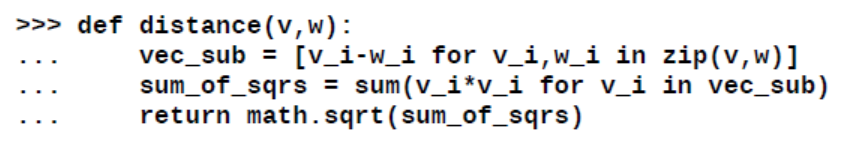 >>> def distance(v,w):
...     vec_sub = [v_i-w_i for v_i,w_i in zip(v,w)]
...     sum_of_sqrs = sum(v_i*v_i for v_i in vec_sub)
...     return math.sqrt(sum_of_sqrs)